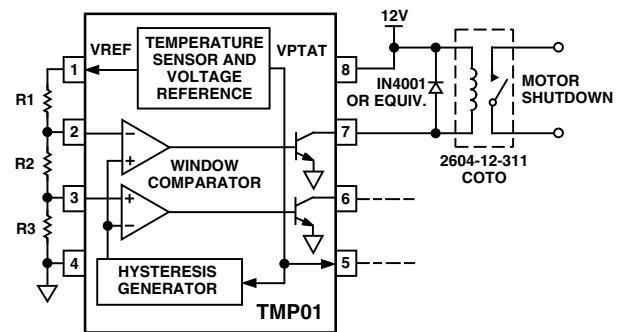 12V
VREF
TEMPERATURE
SENSOR AND
VOLTAGE
REFERENCE
VPTAT
1
8
R1
IN4001
OR EQUIV.
MOTOR
SHUTDOWN
2
7
R2
WINDOW
COMPARATOR
2604-12-311
COTO
3
6
R3
4
5
HYSTERESIS
GENERATOR
TMP01